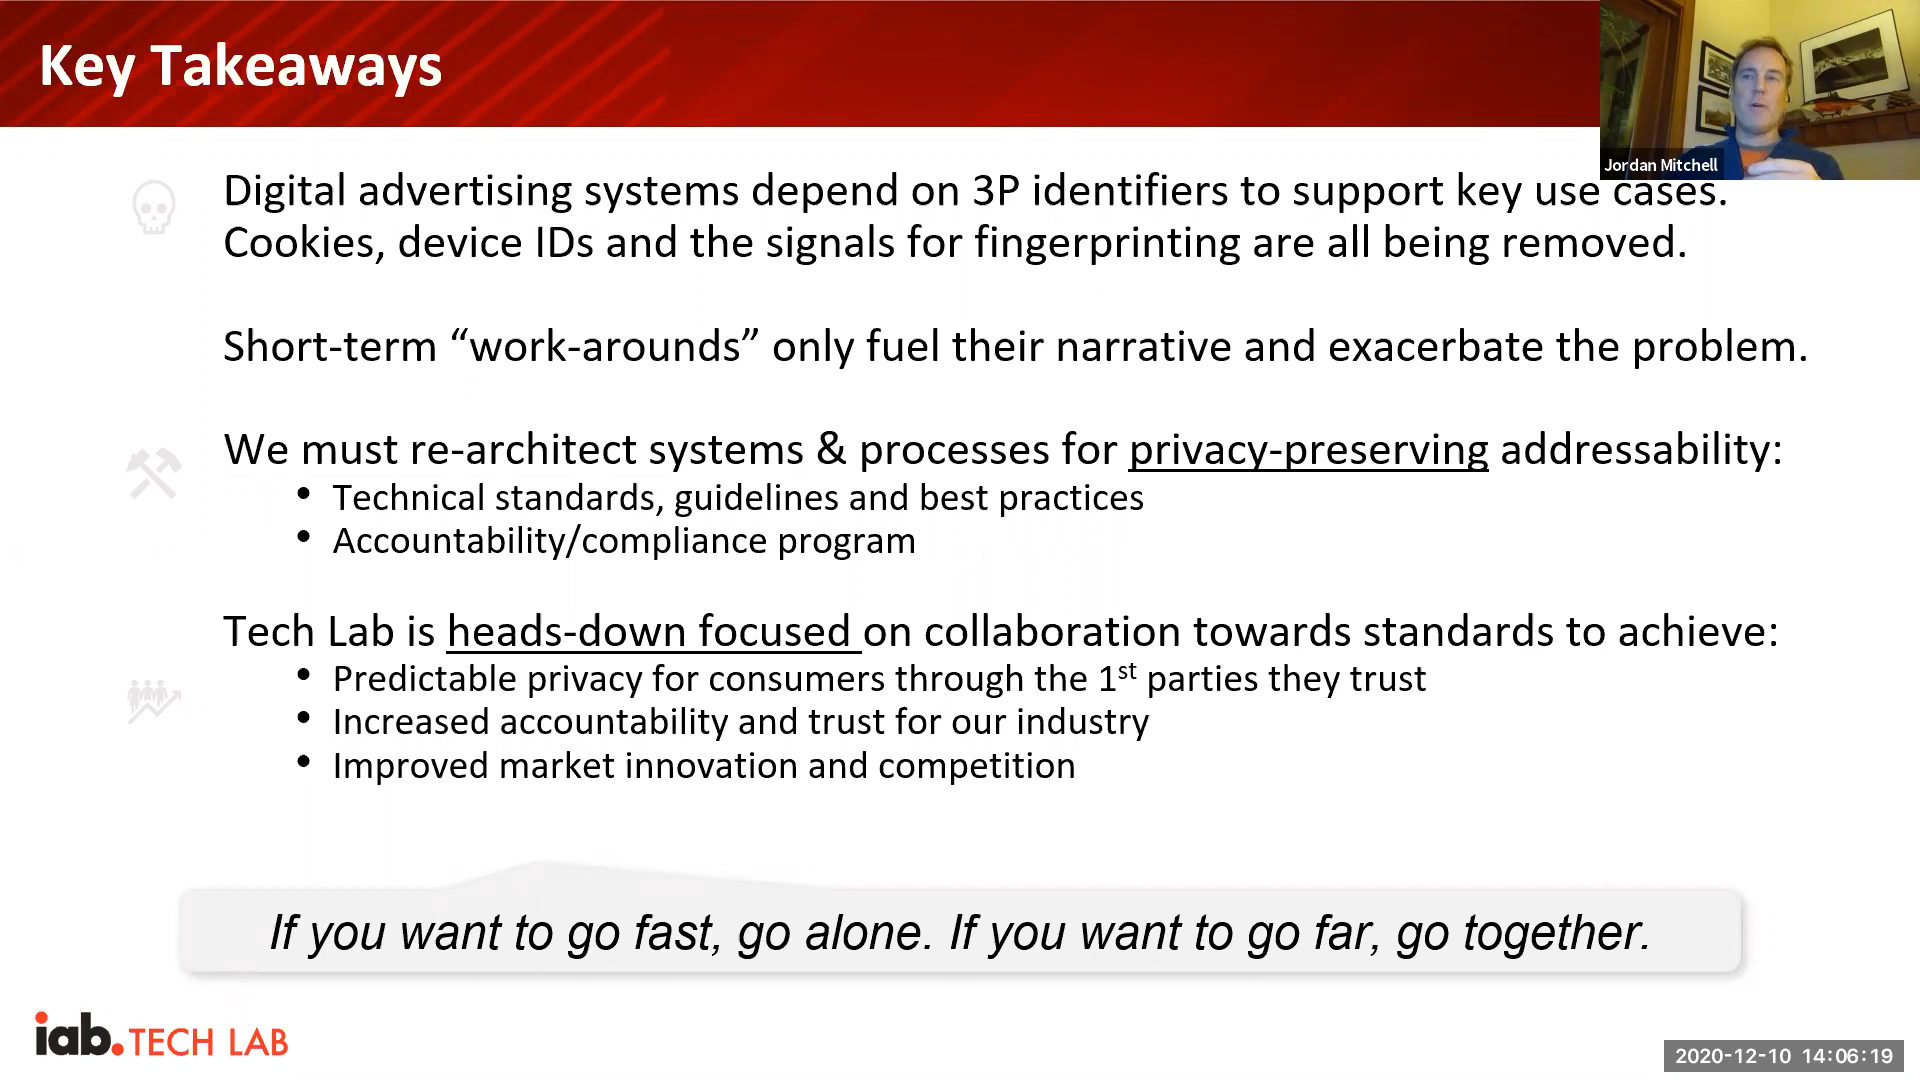 Key Takeaways
Jordan Mitchell
Digital advertising systems depend on 3P identifiers to support key use cases.
Cookies, device IDs and the signals for fingerprinting are all being removed.
Short-term “work-arounds” only fuel their narrative and exacerbate the problem.
We must re-architect systems & processes for privacy-preserving addressability:
• Technical standards, guidelines and best practices
• Accountability/compliance program
Tech Lab is heads-down focused on collaboration towards standards to achieve:
• Predictable privacy for consumers through the 1st parties they trust
• Increased accountability and trust for our industry
• Improved market innovation and competition
If you want to go fast, go alone. If you want to go far, go together.
iab.TECH LAB
2020-12-10 14:06:19